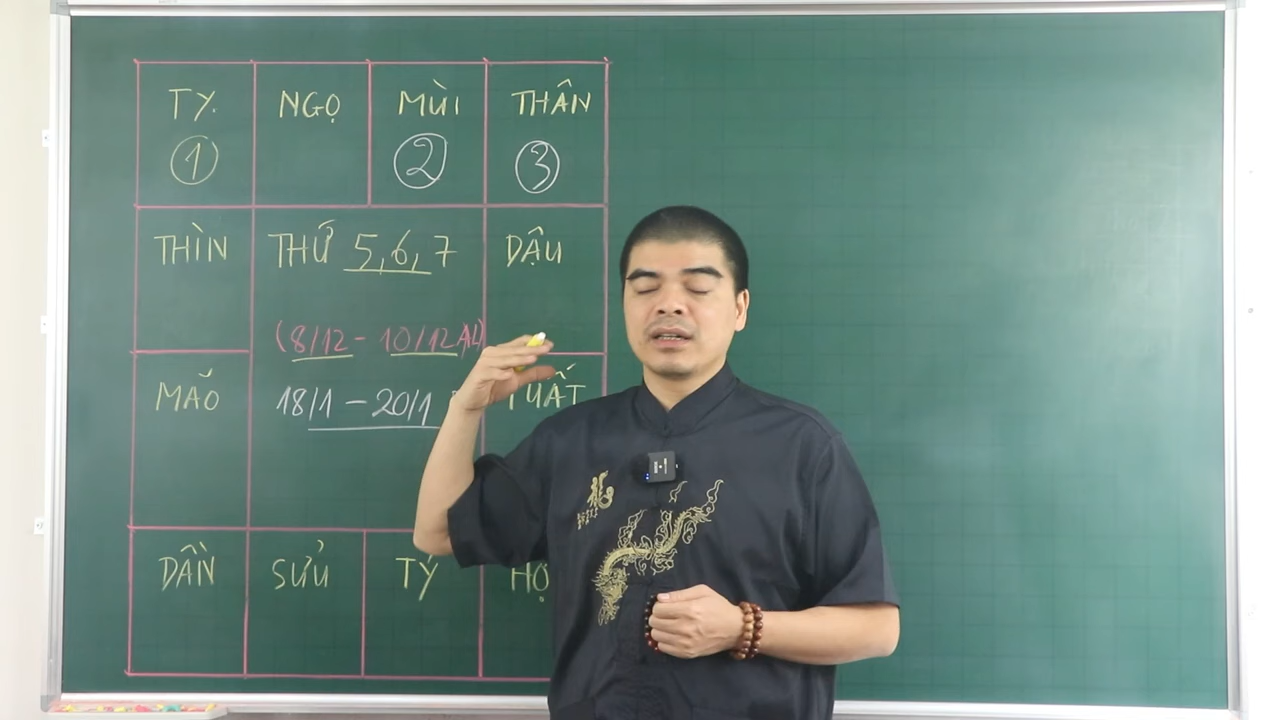 TỴ NGỌ MÙI THÂN
1 2 3
THÌN THỨ 5,6,7 DẬU
(8/12 - 10/12 AL)
MÃO 18/1 - 20/1 TUẤT
DẦN SỬU TÝ